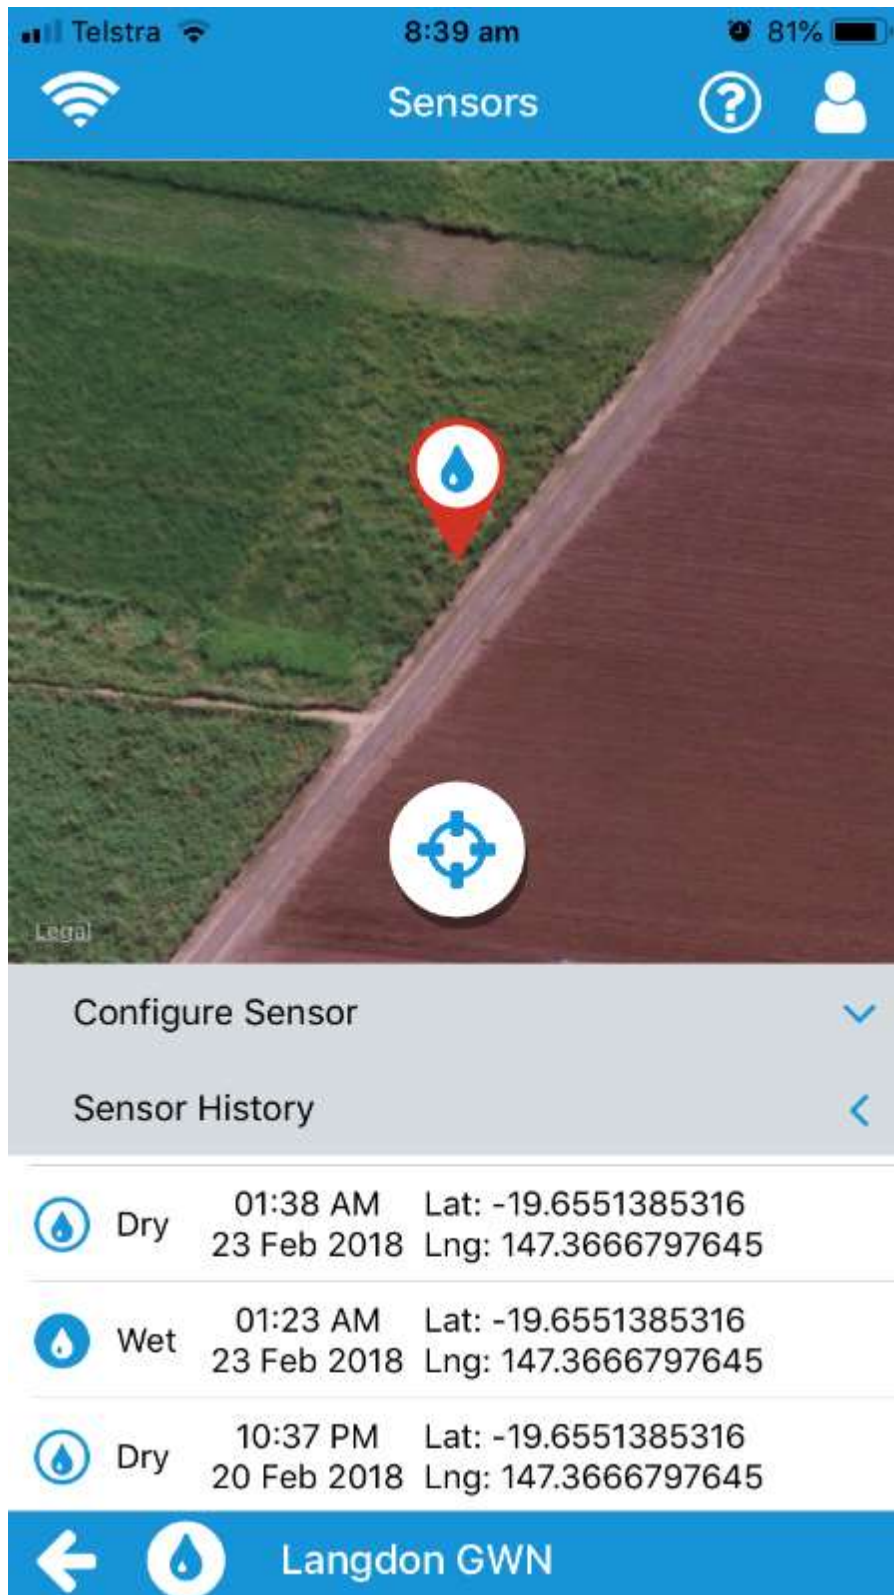 Telstra 8:39 am 81%
Sensors
Legal
Configure Sensor
Sensor History
Dry 01:38 AM Lat: -19.6551385316
23 Feb 2018 Lng: 147.3666797645
Wet 01:23 AM Lat: -19.6551385316
23 Feb 2018 Lng: 147.3666797645
Dry 10:37 PM Lat: -19.6551385316
20 Feb 2018 Lng: 147.3666797645
Langdon GWN